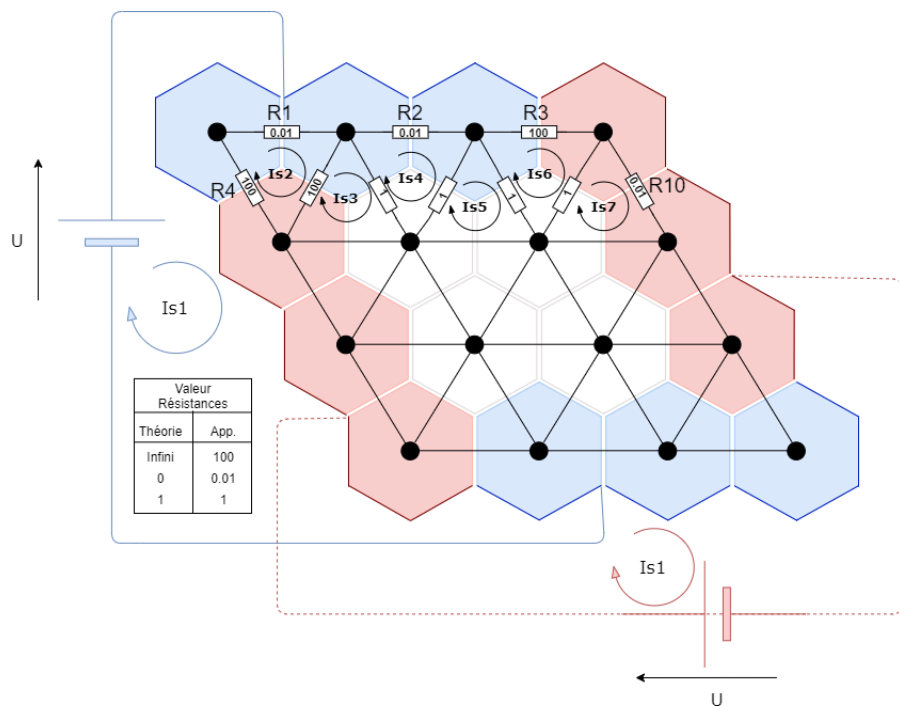 R1
R2
R3
0.01
0.01
100
R4
100
Is2
100
Is3
1
Is4
1
Is5
1
Is6
1
Is7
0.01
R10
U
Is1
Valeur
Résistances
Théorie App.
Infini 100
0 0.01
1 1
Is1
U